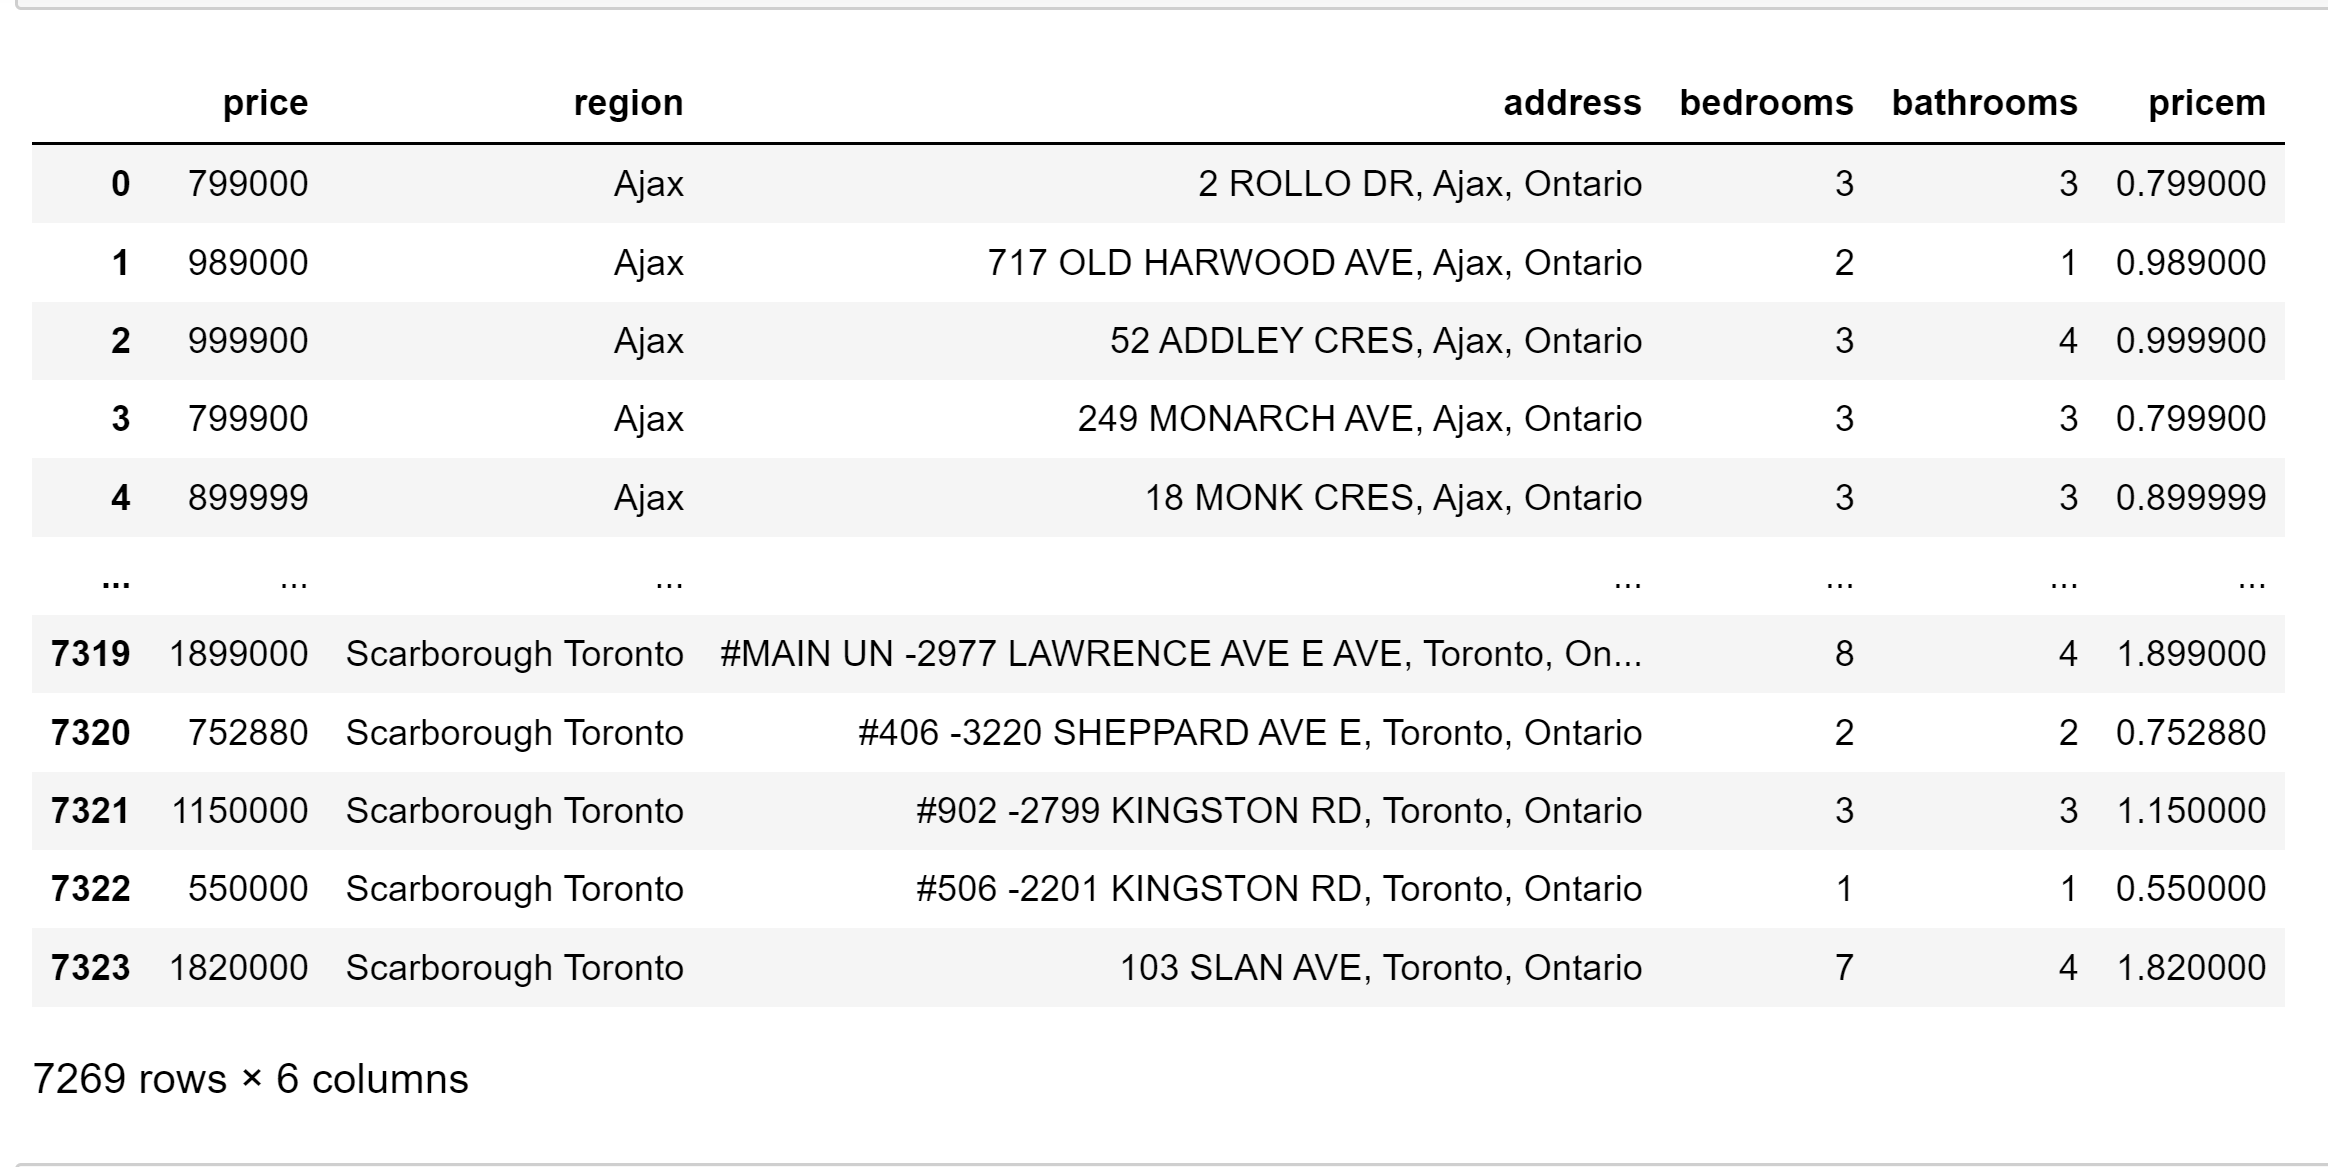 price region address bedrooms bathrooms pricem
0 799000 Ajax 2 ROLLO DR, Ajax, Ontario 3 3 0.799000
1 989000 Ajax 717 OLD HARWOOD AVE, Ajax, Ontario 2 1 0.989000
2 999900 Ajax 52 ADDLEY CRES, Ajax, Ontario 3 4 0.999900
3 799900 Ajax 249 MONARCH AVE, Ajax, Ontario 3 3 0.799900
4 899999 Ajax 18 MONK CRES, Ajax, Ontario 3 3 0.899999
... ... ... ... ... ... ...
7319 1899000 Scarborough Toronto #MAIN UN -2977 LAWRENCE AVE E AVE, Toronto, On... 8 4 1.899000
7320 752880 Scarborough Toronto #406 -3220 SHEPPARD AVE E, Toronto, Ontario 2 2 0.752880
7321 1150000 Scarborough Toronto #902 -2799 KINGSTON RD, Toronto, Ontario 3 3 1.150000
7322 550000 Scarborough Toronto #506 -2201 KINGSTON RD, Toronto, Ontario 1 1 0.550000
7323 1820000 Scarborough Toronto 103 SLAN AVE, Toronto, Ontario 7 4 1.820000
7269 rows × 6 columns